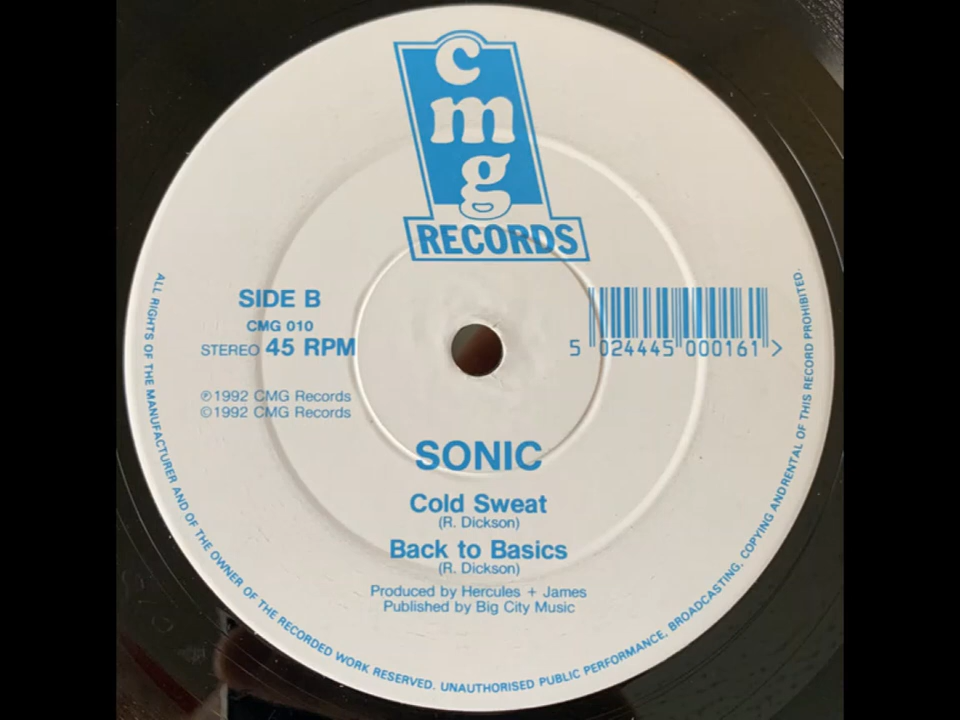 c
m
g
RECORDS
SIDE B
CMG 010
STEREO 45 RPM
℗1992 CMG Records
©1992 CMG Records
5 024445 000161 >
SONIC
Cold Sweat
(R. Dickson)
Back to Basics
(R. Dickson)
Produced by Hercules + James
Published by Big City Music
ALL RIGHTS OF THE MANUFACTURER AND OF THE OWNER OF THE RECORDED WORK RESERVED. UNAUTHORISED PUBLIC PERFORMANCE, BROADCASTING, COPYING ANDRENTAL OF THIS RECORD PROHIBITED.